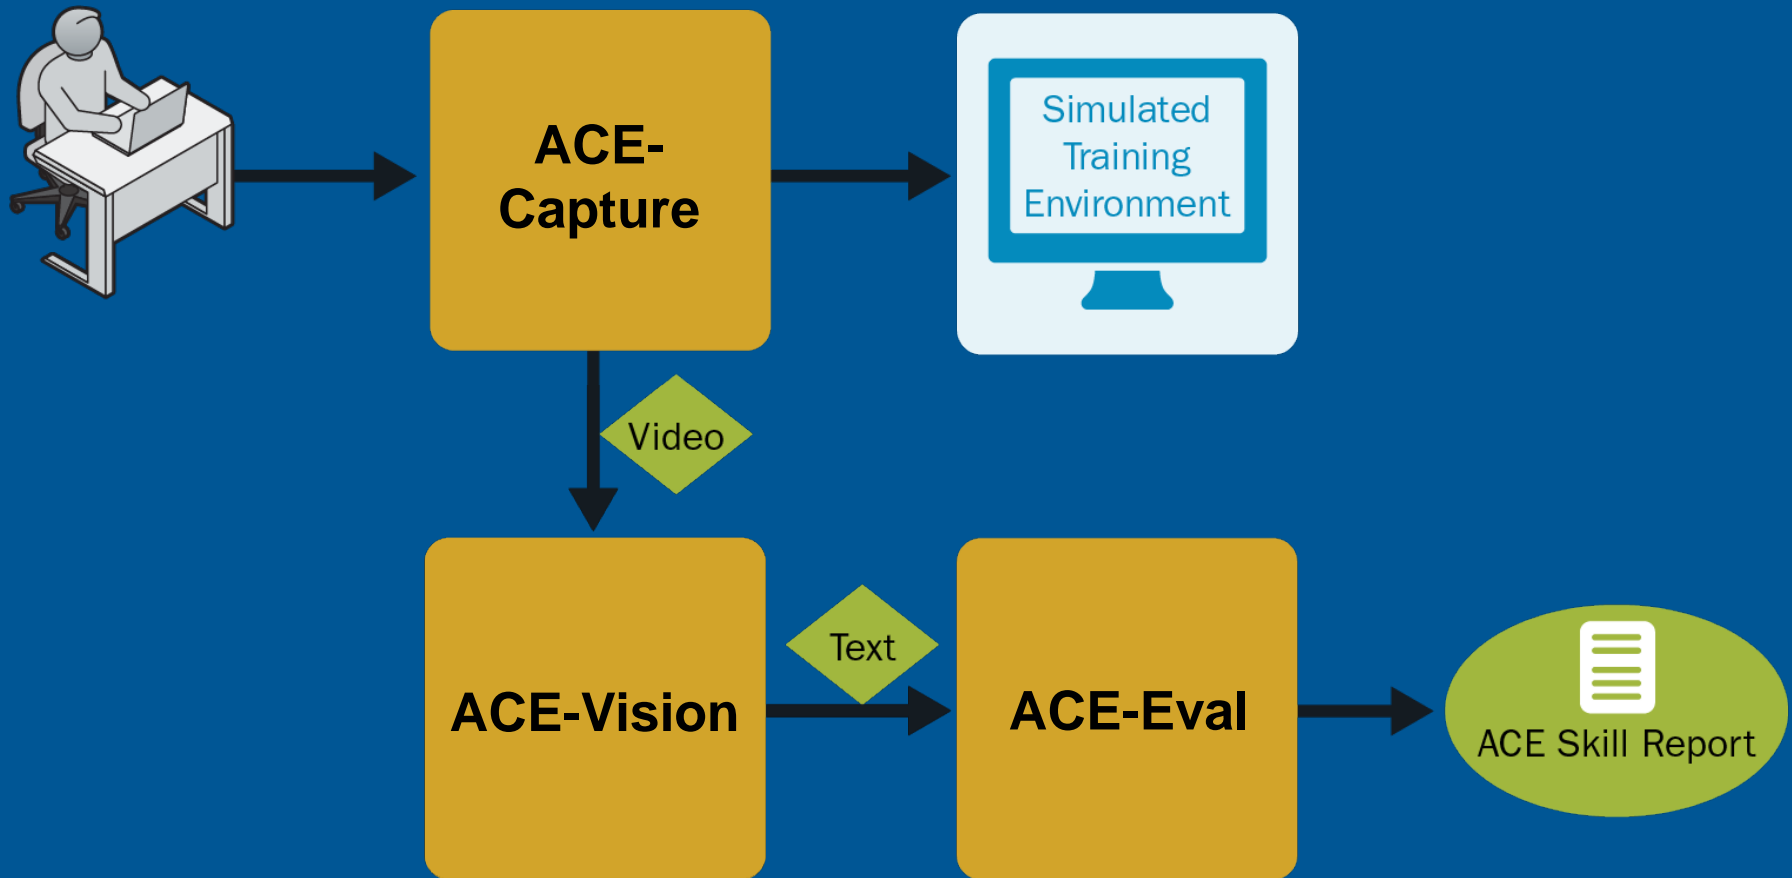 ACE-
Capture
Simulated
Training
Environment
Video
Text
ACE-Vision
ACE-Eval
ACE Skill Report